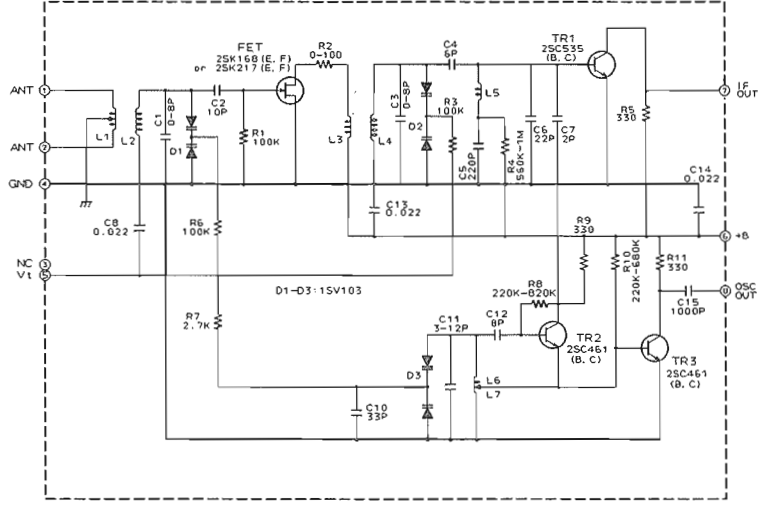 FET
2SK168(E, F)
or 2SK217(E, F)
R2
0-100
C4
6P
TR1
2SC535
(B, C)
ANT 1
C1
0-8P
C2
10P
D1
R1
100K
L1
L2
L3
L4
C3
0-8P
D2
R3
100K
L5
C5
220P
R4
560K-1M
C6
22P
C7
2P
R5
330
7 I.F
OUT
ANT 2
GND 4
C14
0.022
C8
0.022
R6
100K
C13
0.022
R9
330
6 +B
NC 3
Vt 5
D1-D3:1SV103
R8
220K-820K
R10
220K-680K
R11
330
C15
1000P
8 OSC
OUT
R7
2.7K
C11
3-12P
C12
8P
TR2
2SC461
(B, C)
TR3
2SC461
(B, C)
D3
L6
L7
C10
33P